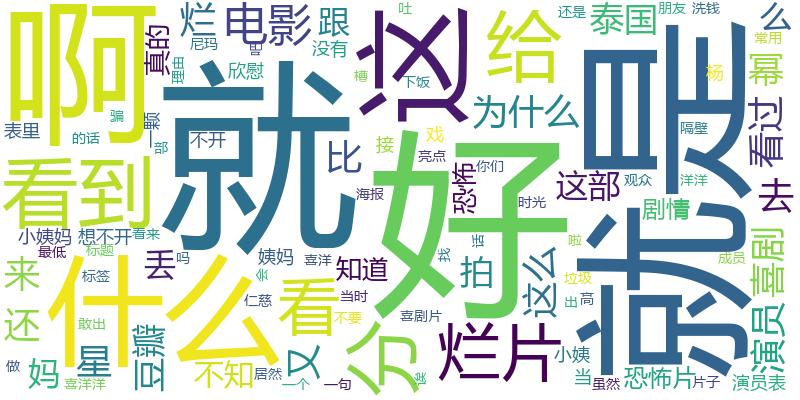 啊
烂
电影
跟
没有
尼玛
欣慰
真的
理由
这
给
吐
槽
下饭
还是
朋友
洗钱
泰国
么
常用
杨
幂
隔壁
为什么
骗
表里
的话
一颗
部
不开
就
比
接
戏
亮点
恐怖
你们
就是
看过
看到
好
海报
时光
这部
观众
洋洋
去
剧情
小姨妈
想不开
看来
最低
标题
丢
吗
姨妈
喜洋
知道
找
话
拍
这么
啦
成员
喜剧
来
什么
标签
会
仁慈
看
当时
垃圾
出
高
还
敢出
豆瓣
不要
喜剧片
分
烂片
演员
星
妈
不知
又
小姨
做
喜洋洋
居然
一个
一句
诶
当
虽然
恐怖片
片子
演员表